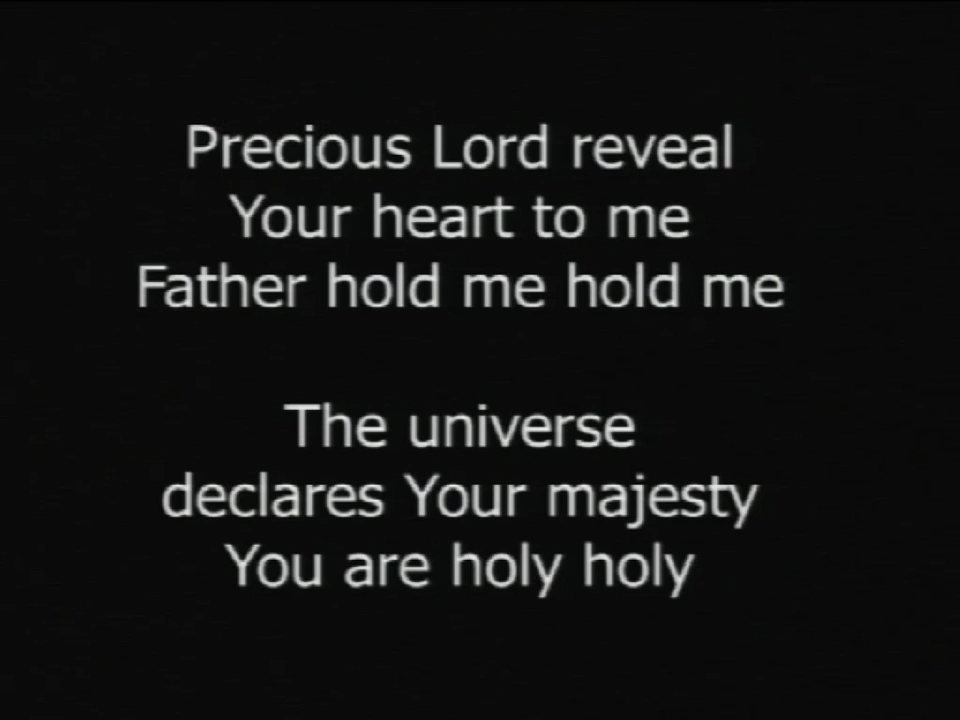 Precious Lord reveal
Your heart to me
Father hold me hold me
The universe
declares Your majesty
You are holy holy